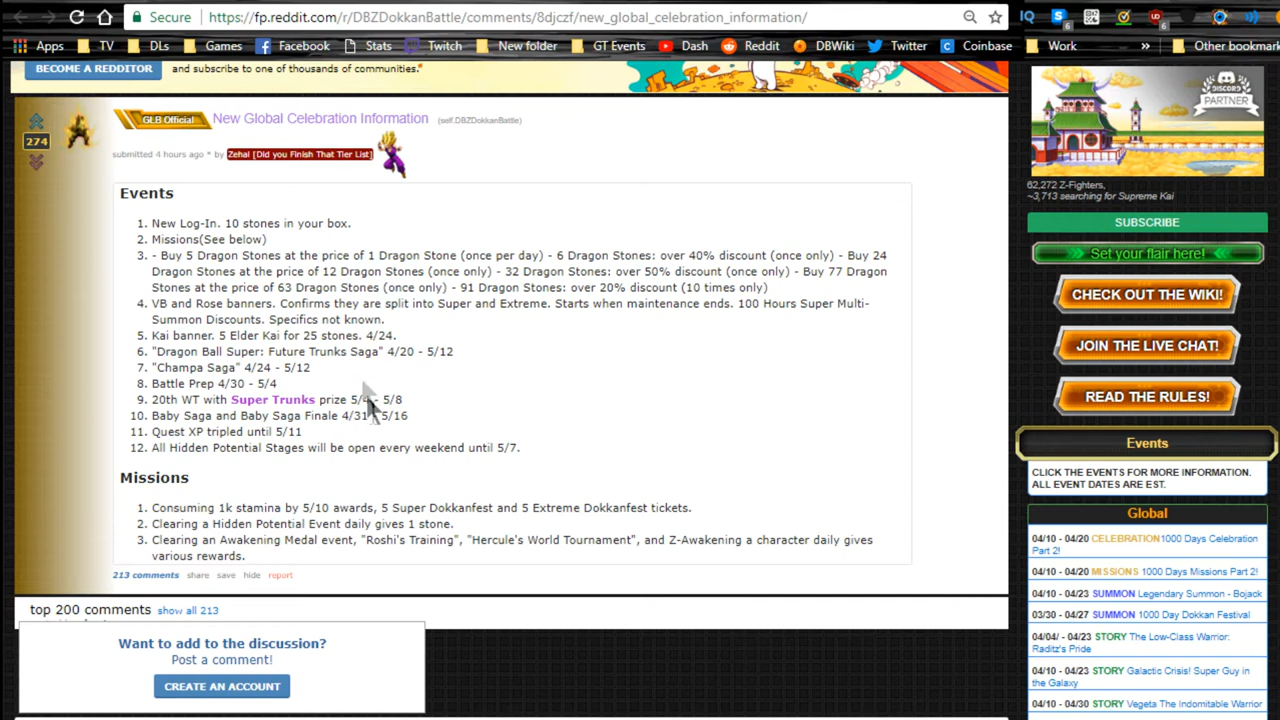 Secure https://fp.reddit.com/r/DBZDokkanBattle/comments/8djczf/new_global_celebration_information/
IQ 6 6
Apps TV DLs Games Facebook Stats Twitch New folder GT Events Dash Reddit DBWiki Twitter Coinbase Work » Other bookmar
BECOME A REDDITOR and subscribe to one of thousands of communities.*
GLB Official New Global Celebration Information (self.DBZDokkanBattle)
274
submitted 4 hours ago * by Zehal [Did you Finish That Tier List]
Events
1. New Log-In. 10 stones in your box.
2. Missions(See below)
3. - Buy 5 Dragon Stones at the price of 1 Dragon Stone (once per day) - 6 Dragon Stones: over 40% discount (once only) - Buy 24
Dragon Stones at the price of 12 Dragon Stones (once only) - 32 Dragon Stones: over 50% discount (once only) - Buy 77 Dragon
Stones at the price of 63 Dragon Stones (once only) - 91 Dragon Stones: over 20% discount (10 times only)
4. VB and Rose banners. Confirms they are split into Super and Extreme. Starts when maintenance ends. 100 Hours Super Multi-
Summon Discounts. Specifics not known.
5. Kai banner. 5 Elder Kai for 25 stones. 4/24.
6. "Dragon Ball Super: Future Trunks Saga" 4/20 - 5/12
7. "Champa Saga" 4/24 - 5/12
8. Battle Prep 4/30 - 5/4
9. 20th WT with Super Trunks prize 5/4 - 5/8
10. Baby Saga and Baby Saga Finale 4/31 - 5/16
11. Quest XP tripled until 5/11
12. All Hidden Potential Stages will be open every weekend until 5/7.
Missions
1. Consuming 1k stamina by 5/10 awards, 5 Super Dokkanfest and 5 Extreme Dokkanfest tickets.
2. Clearing a Hidden Potential Event daily gives 1 stone.
3. Clearing an Awakening Medal event, "Roshi's Training", "Hercule's World Tournament", and Z-Awakening a character daily gives
various rewards.
213 comments share save hide report
top 200 comments show all 213
Want to add to the discussion?
Post a comment!
CREATE AN ACCOUNT
DISCORD
PARTNER
62,272 Z-Fighters,
~3,713 searching for Supreme Kai
SUBSCRIBE
Set your flair here!
CHECK OUT THE WIKI!
JOIN THE LIVE CHAT!
READ THE RULES!
Events
CLICK THE EVENTS FOR MORE INFORMATION.
ALL EVENT DATES ARE EST.
Global
04/10 - 04/20 CELEBRATION1000 Days Celebration
Part 2!
04/10 - 04/20 MISSIONS 1000 Days Missions Part 2!
04/10 - 04/23 SUMMON Legendary Summon - Bojack
03/30 - 04/27 SUMMON 1000 Day Dokkan Festival
04/04/ - 04/23 STORY The Low-Class Warrior:
Raditz's Pride
04/10 - 04/23 STORY Galactic Crisis! Super Guy in
the Galaxy
04/10 - 04/30 STORY Vegeta The Indomitable Warrior